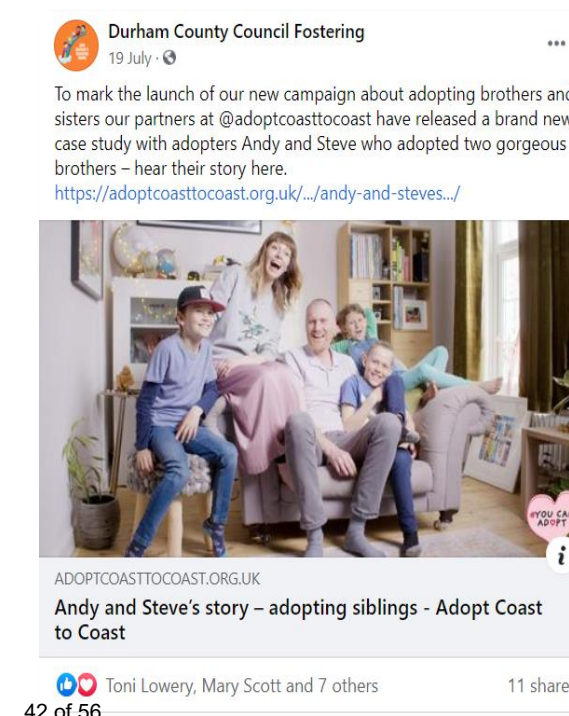 Durham County Council Fostering
19 July ·
To mark the launch of our new campaign about adopting brothers and
sisters our partners at @adoptcoasttocoast have released a brand new
case study with adopters Andy and Steve who adopted two gorgeous
brothers – hear their story here.
https://adoptcoasttocoast.org.uk/.../andy-and-steves.../
#YOU CA
ADOPT
i
ADOPTCOASTTOCOAST.ORG.UK
Andy and Steve's story – adopting siblings - Adopt Coast
to Coast
Toni Lowery, Mary Scott and 7 others 11 share
42 of 56